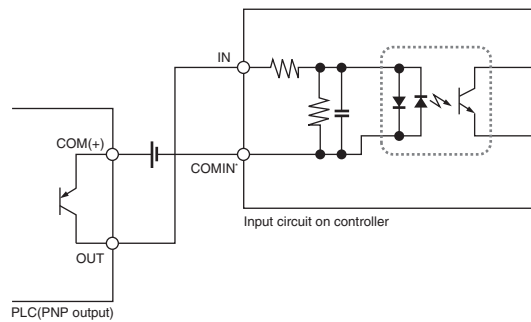 IN
COM(+)
COMIN*
Input circuit on controller
OUT
PLC(PNP output)